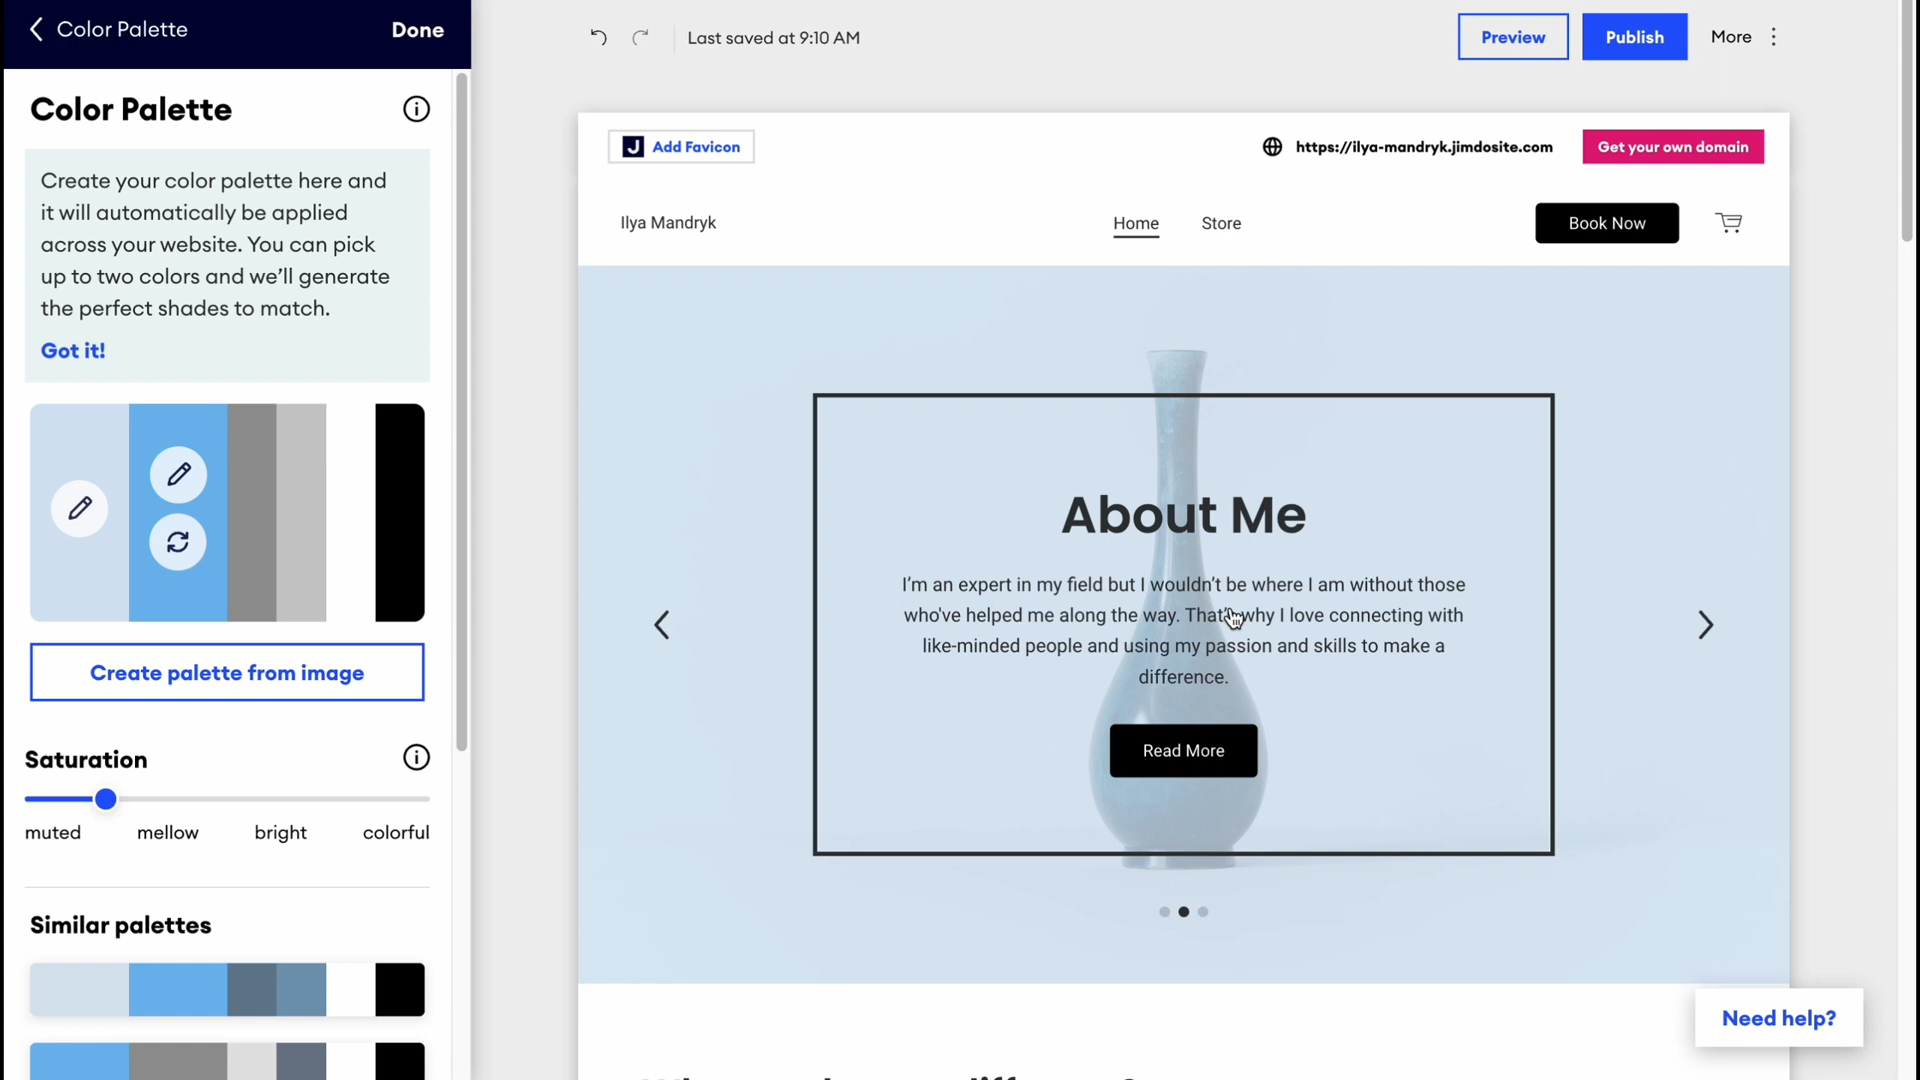 Color Palette
Done
Last saved at 9:10 AM
Preview
Publish
More
Color Palette
Create your color palette here and
it will automatically be applied
across your website. You can pick
up to two colors and we’ll generate
the perfect shades to match.
Got it!
Create palette from image
Saturation
muted
mellow
bright
colorful
Similar palettes
J Add Favicon
https://ilya-mandryk.jimdosite.com
Get your own domain
Ilya Mandryk
Home
Store
Book Now
About Me
I’m an expert in my field but I wouldn’t be where I am without those
who've helped me along the way. That’s why I love connecting with
like-minded people and using my passion and skills to make a
difference.
Read More
Need help?